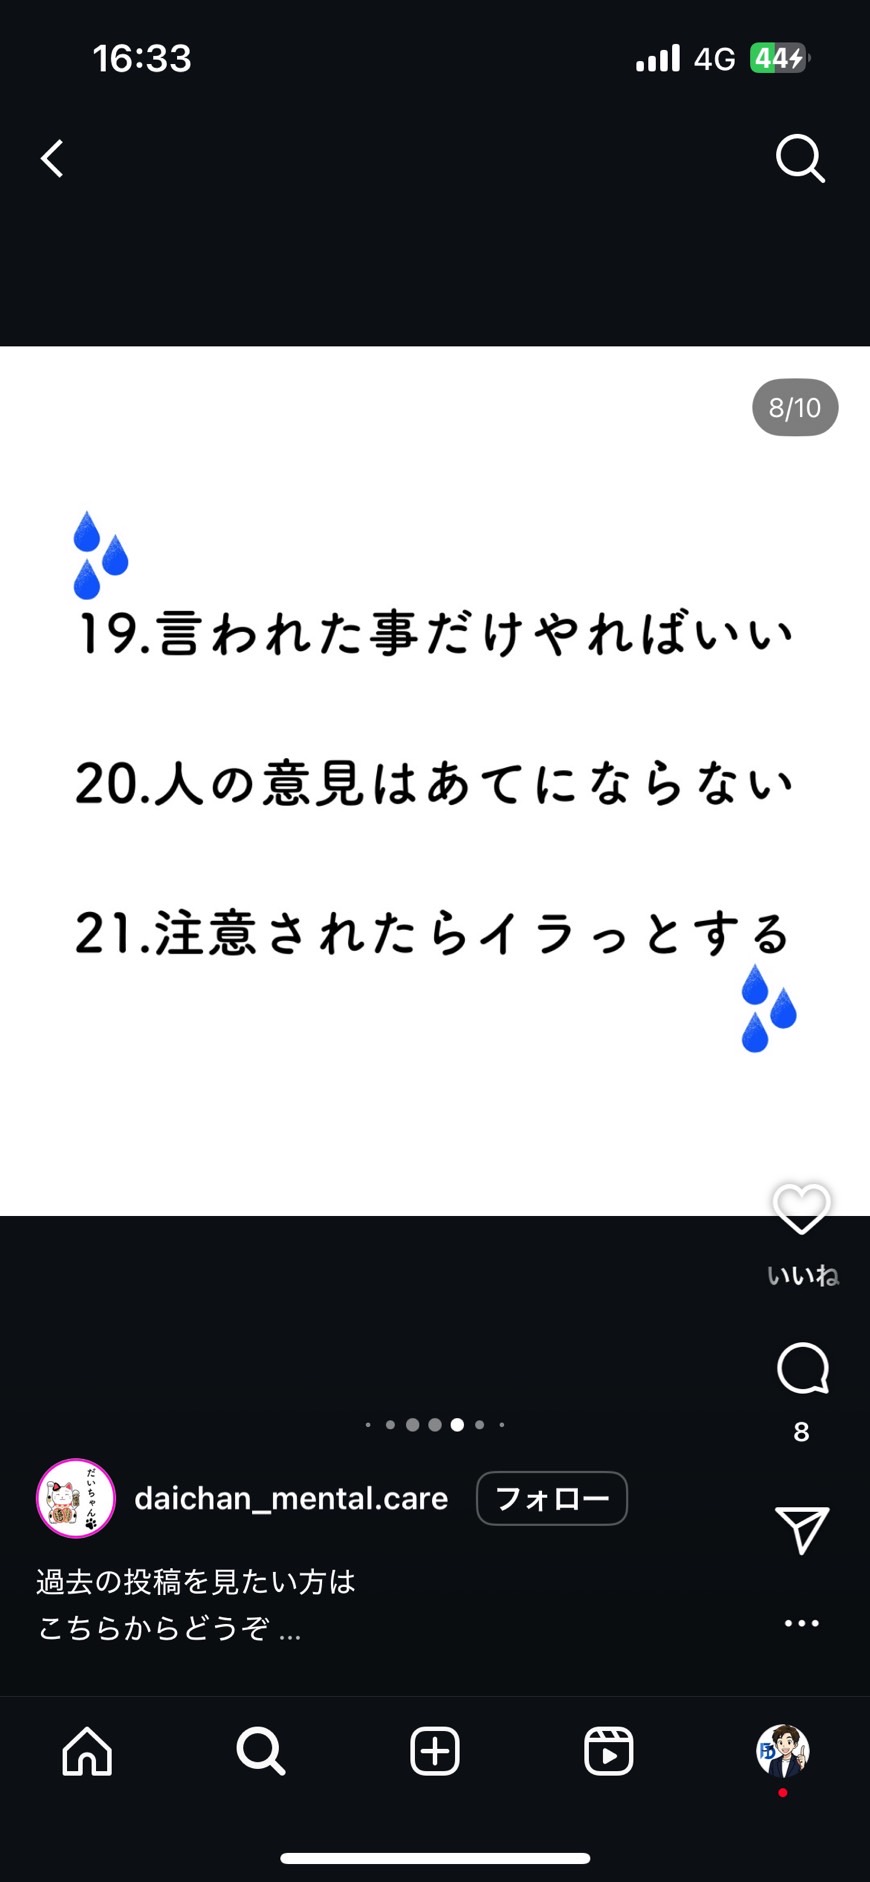 16:33
4G
44
8/10
19.言われた事だけやればいい
20.人の意見はあてにならない
21.注意されたらイラっとする
いいね
8
だいちゃん
daichan_mental.care
フォロー
過去の投稿を見たい方は
こちらからどうぞ ...